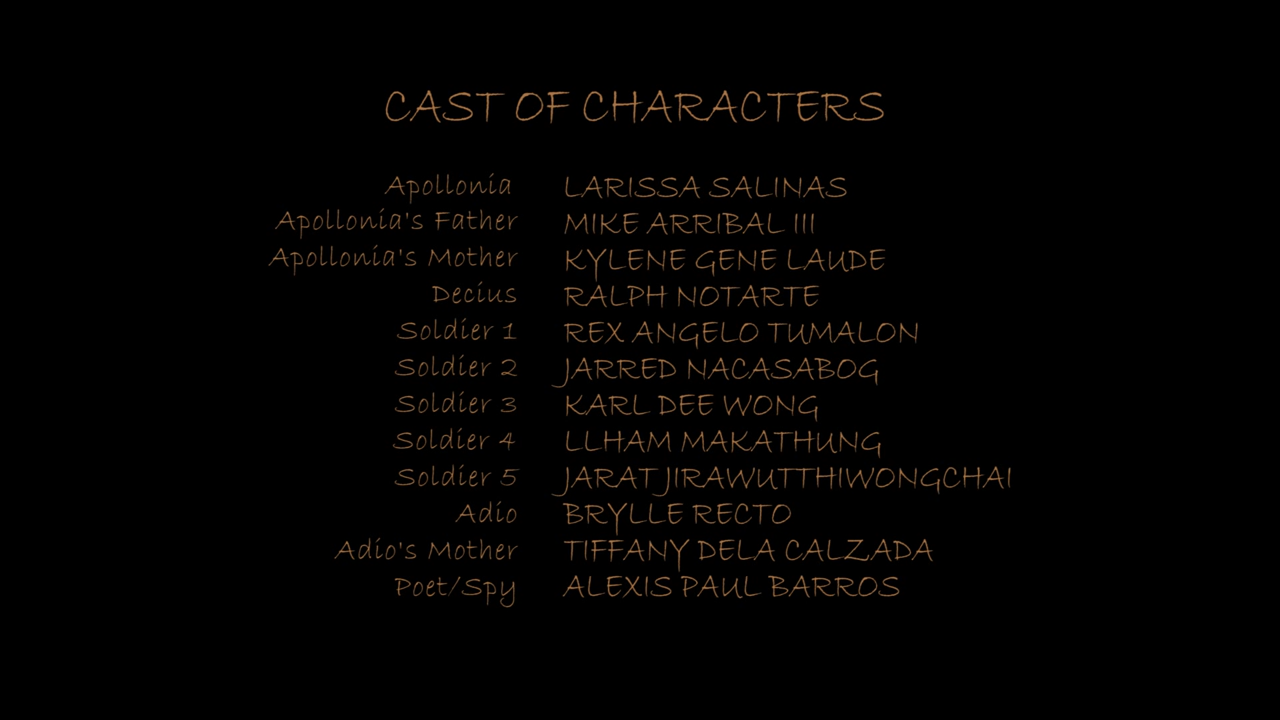 CAST OF CHARACTERS
Apollonia LARISSA SALINAS
Apollonia's Father MIKE ARRIBAL III
Apollonia's Mother KYLENE GENE LAUDE
Decius RALPH NOTARTE
Soldier 1 REX ANGELO TUMALON
Soldier 2 JARRED NACASABOG
Soldier 3 KARL DEE WONG
Soldier 4 LLHAM MAKATHUNG
Soldier 5 JARAT JIRAWUTTHIWONGCHAI
Adio BRYLLE RECTO
Adio's Mother TIFFANY DELA CALZADA
Poet/Spy ALEXIS PAUL BARROS